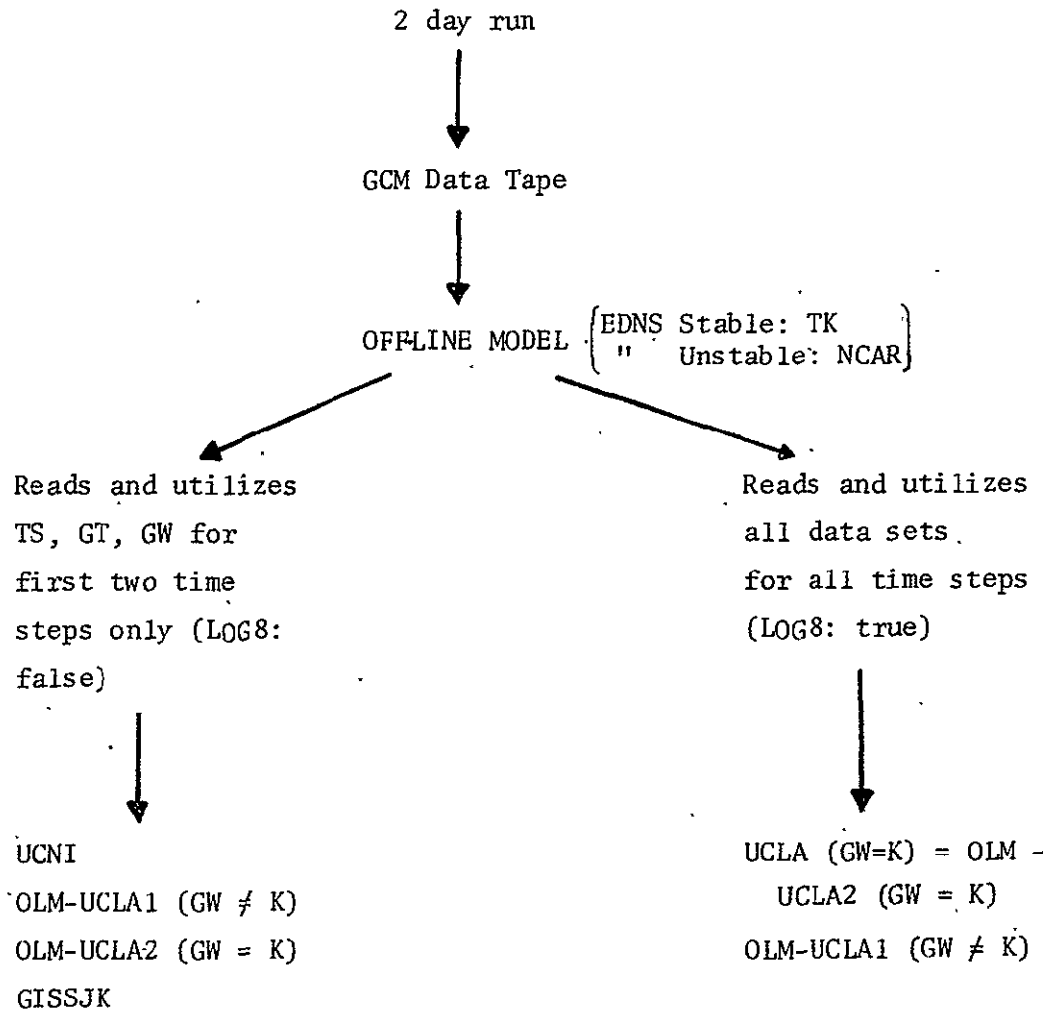 2 day run
GCM Data Tape
OFF-LINE MODEL (EDNS Stable: TK
" Unstable: NCAR)
Reads and utilizes
TS, GT, GW for
first two time
steps only (LOG8:
false)
Reads and utilizes
all data sets
for all time steps
(LOG8: true)
UCNI
OLM-UCLA1 (GW ≠ K)
OLM-UCLA2 (GW = K)
GISSJK
UCLA (GW=K) = OLM -
UCLA2 (GW = K)
OLM-UCLA1 (GW ≠ K)